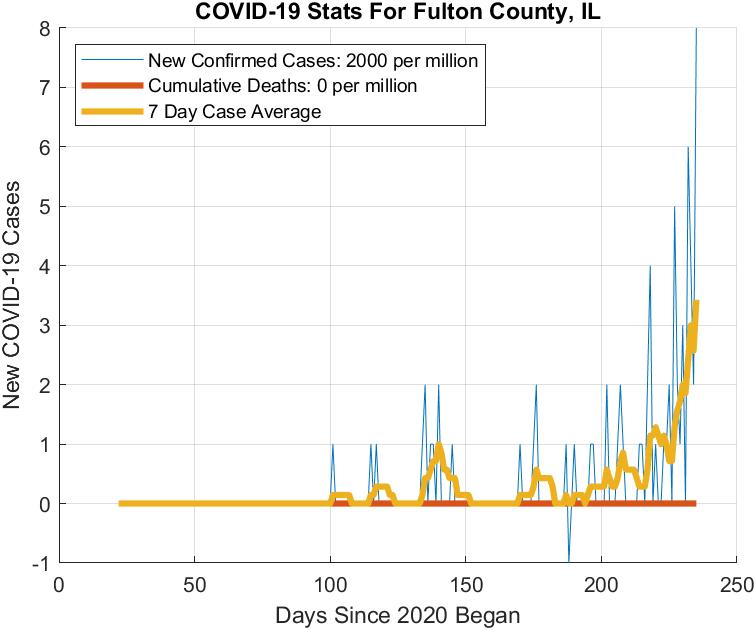 COVID-19 Stats For Fulton County, IL
New Confirmed Cases: 2000 per million
Cumulative Deaths: 0 per million
7 Day Case Average
New COVID-19 Cases
8
7
6
5
4
3
2
1
0
-1
0 50 100 150 200 250
Days Since 2020 Began